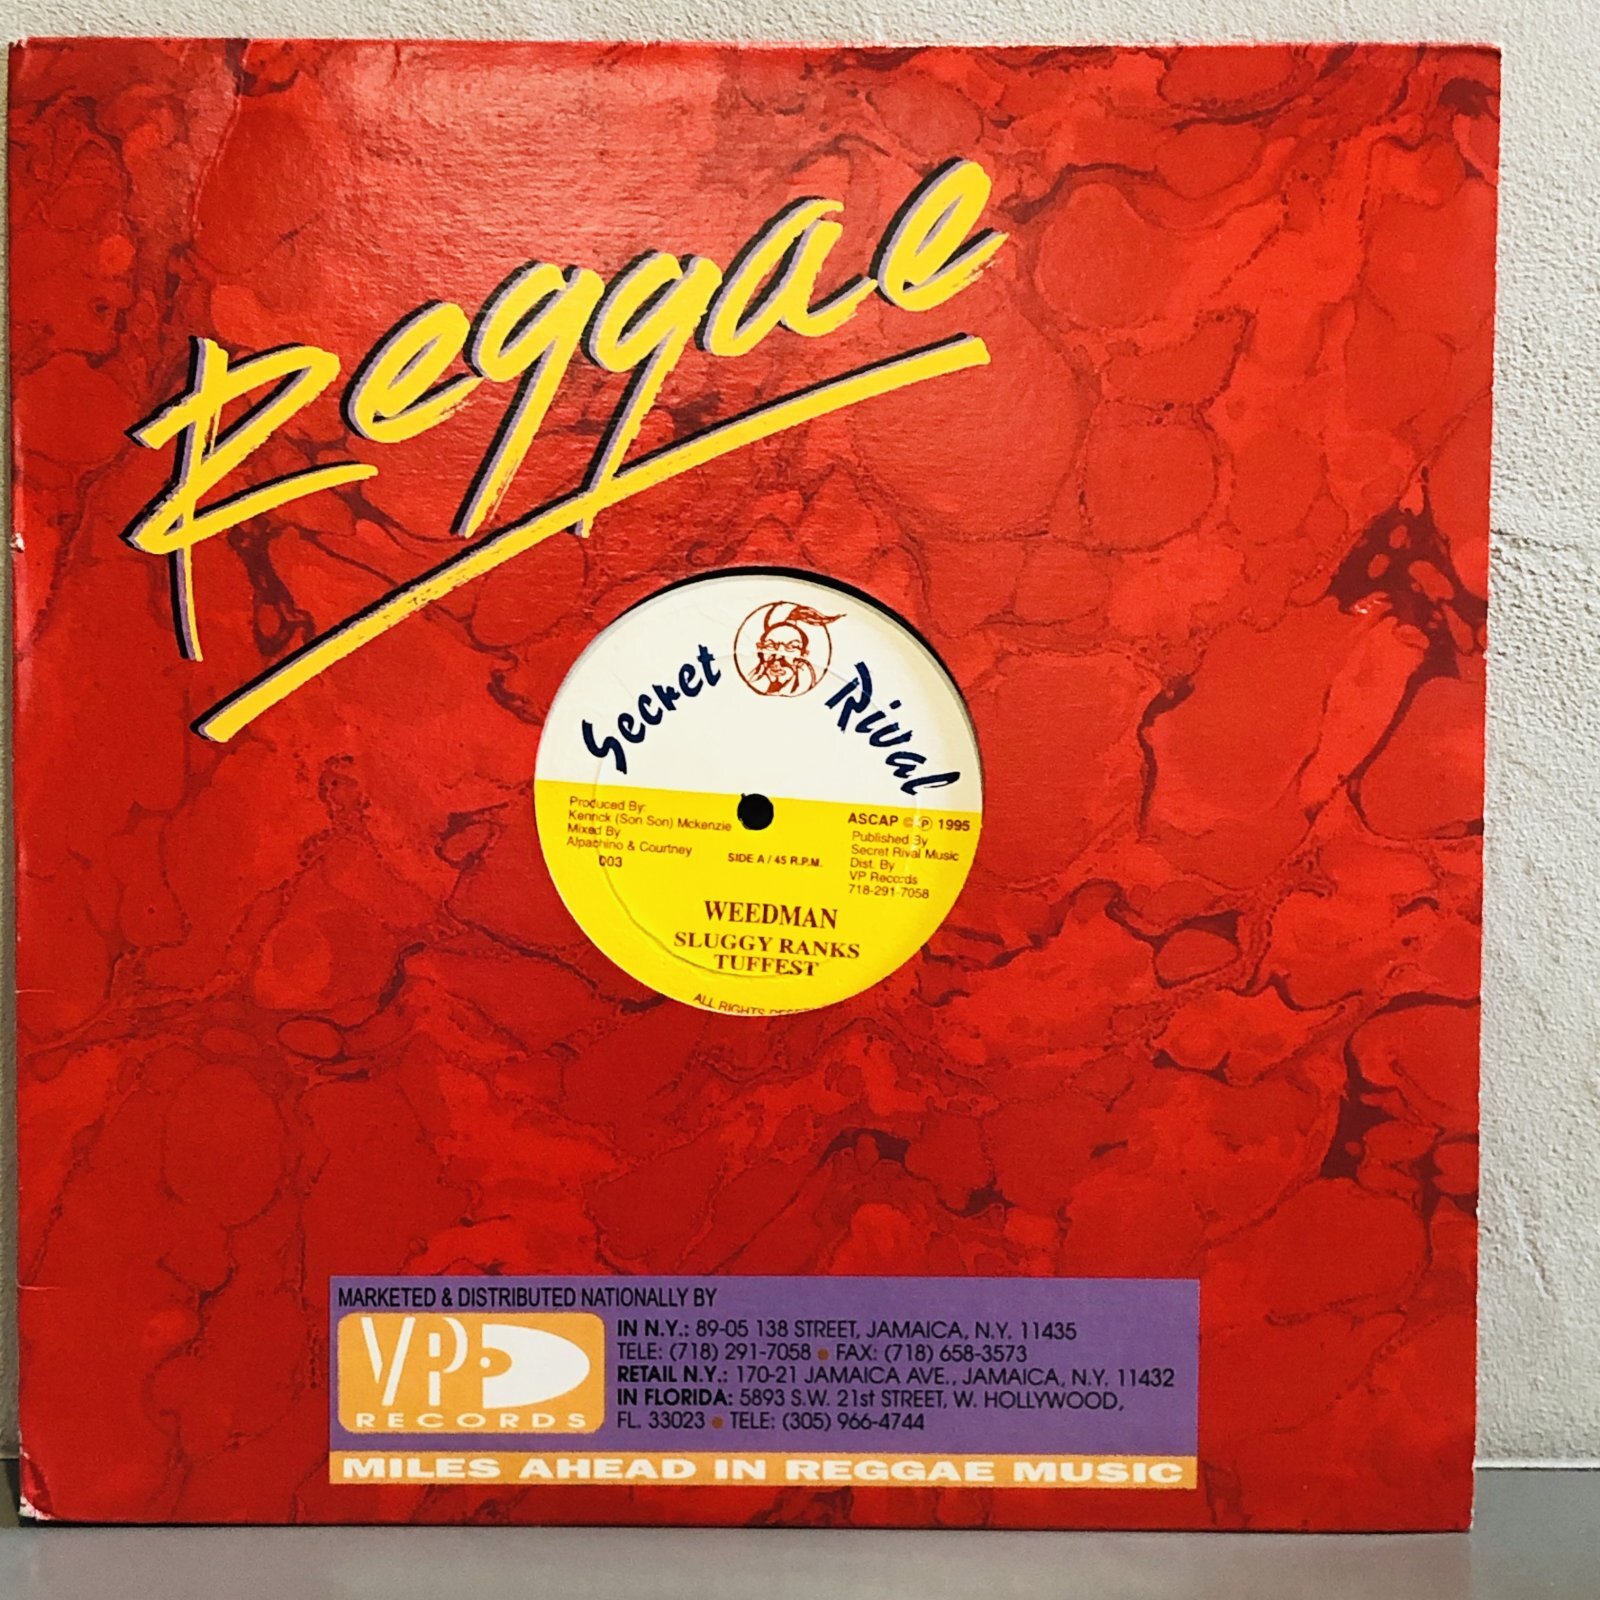 Reggae
Secret Rival
Produced By:
Kenrick (Son Son) Mckenzie
Mixed By
Alpachino & Courtney
003
SIDE A / 45 R.P.M.
ASCAP © ℗ 1995
Published By
Secret Rival Music
Dist. By
VP Records
718-291-7058
WEEDMAN
SLUGGY RANKS
TUFFEST
ALL RIGHTS
MARKETED & DISTRIBUTED NATIONALLY BY
VP
RECORDS
IN N.Y.: 89-05 138 STREET, JAMAICA, N.Y. 11435
TELE: (718) 291-7058 • FAX: (718) 658-3573
RETAIL N.Y.: 170-21 JAMAICA AVE., JAMAICA, N.Y. 11432
IN FLORIDA: 5893 S.W. 21st STREET, W. HOLLYWOOD,
FL. 33023 • TELE: (305) 966-4744
MILES AHEAD IN REGGAE MUSIC